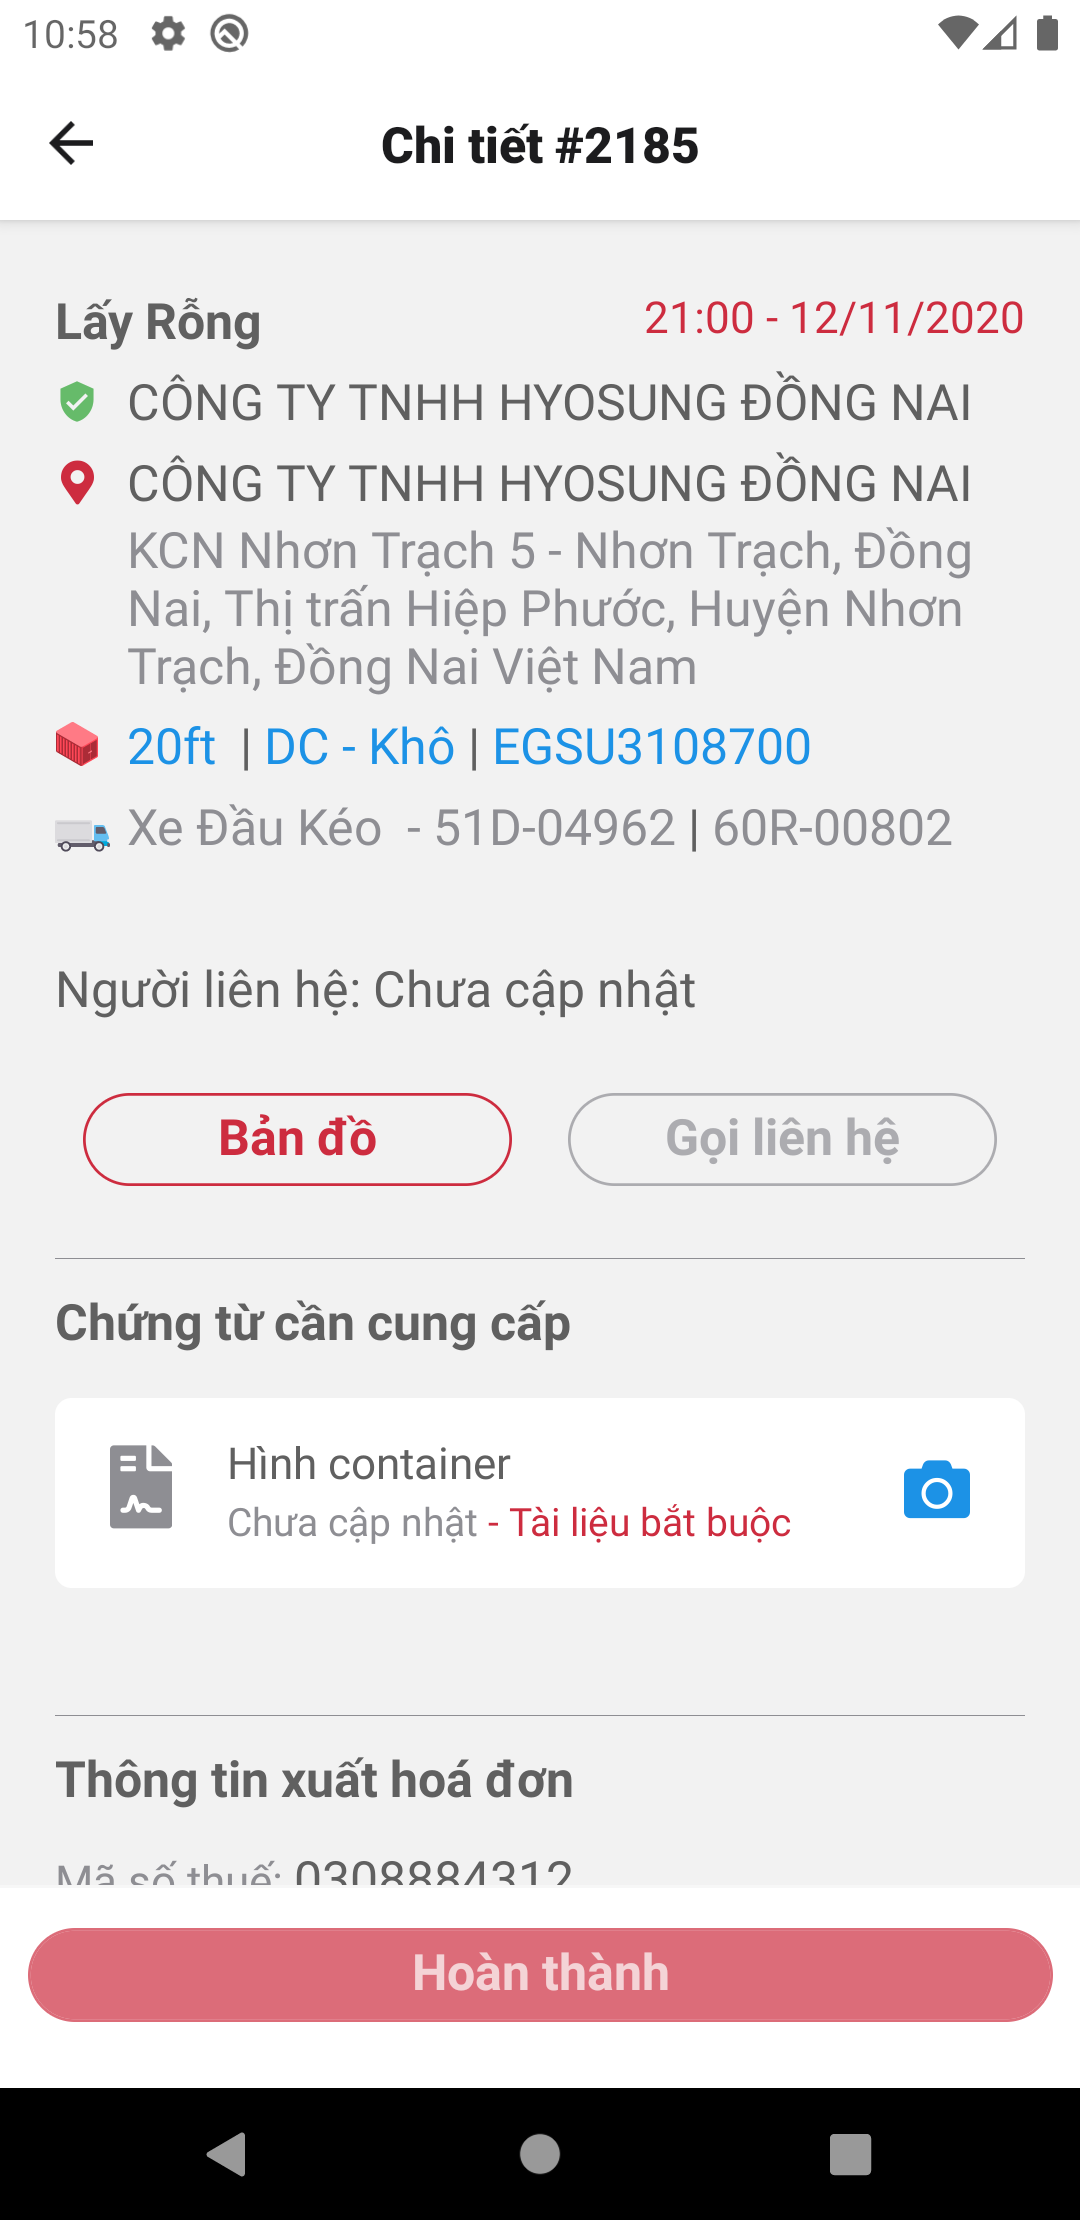 10:58
Chi tiết #2185
Lấy Rỗng
21:00 - 12/11/2020
CÔNG TY TNHH HYOSUNG ĐỒNG NAI
CÔNG TY TNHH HYOSUNG ĐỒNG NAI
KCN Nhơn Trạch 5 - Nhơn Trạch, Đồng
Nai, Thị trấn Hiệp Phước, Huyện Nhơn
Trạch, Đồng Nai Việt Nam
20ft | DC - Khô | EGSU3108700
Xe Đầu Kéo - 51D-04962 | 60R-00802
Người liên hệ: Chưa cập nhật
Bản đồ
Gọi liên hệ
Chứng từ cần cung cấp
Hình container
Chưa cập nhật - Tài liệu bắt buộc
Thông tin xuất hoá đơn
Mã số thuế: 0308884312
Hoàn thành